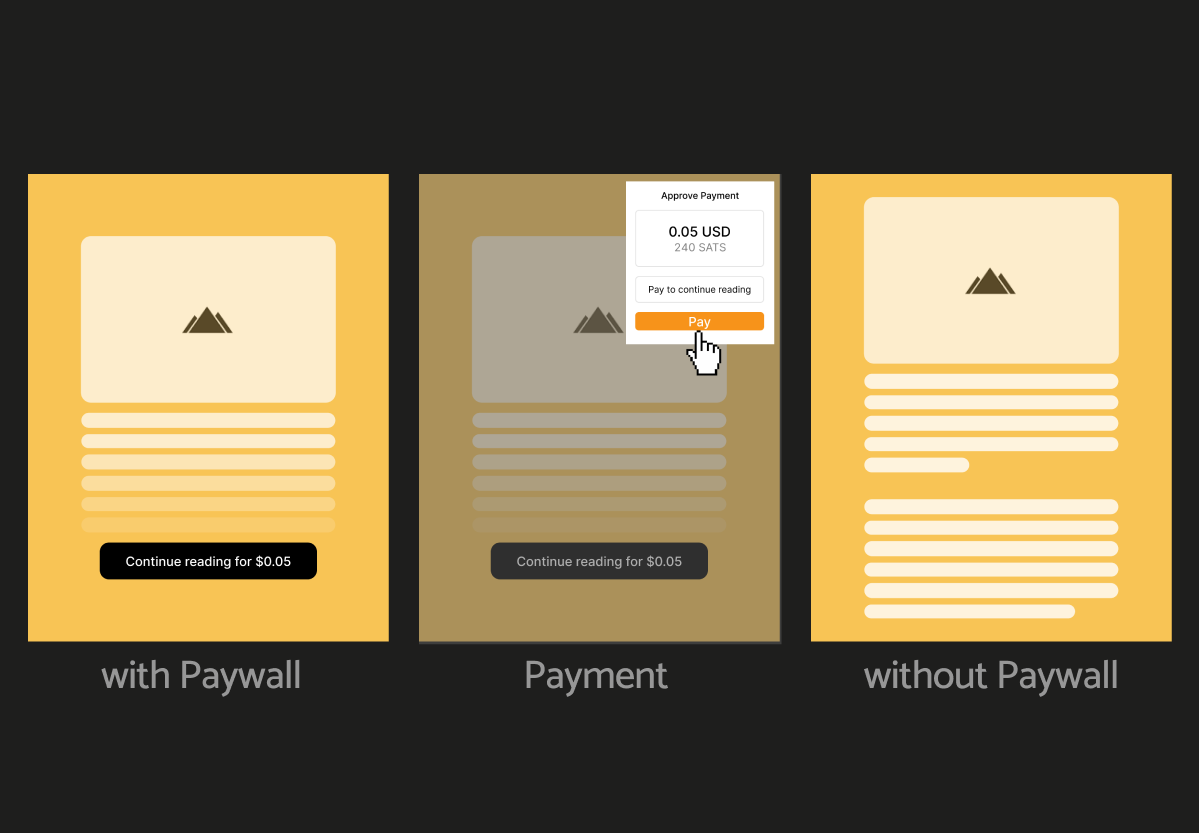 Continue reading for $0.05
with Paywall
Approve Payment
0.05 USD
240 SATS
Pay to continue reading
Pay
Continue reading for $0.05
Payment
without Paywall